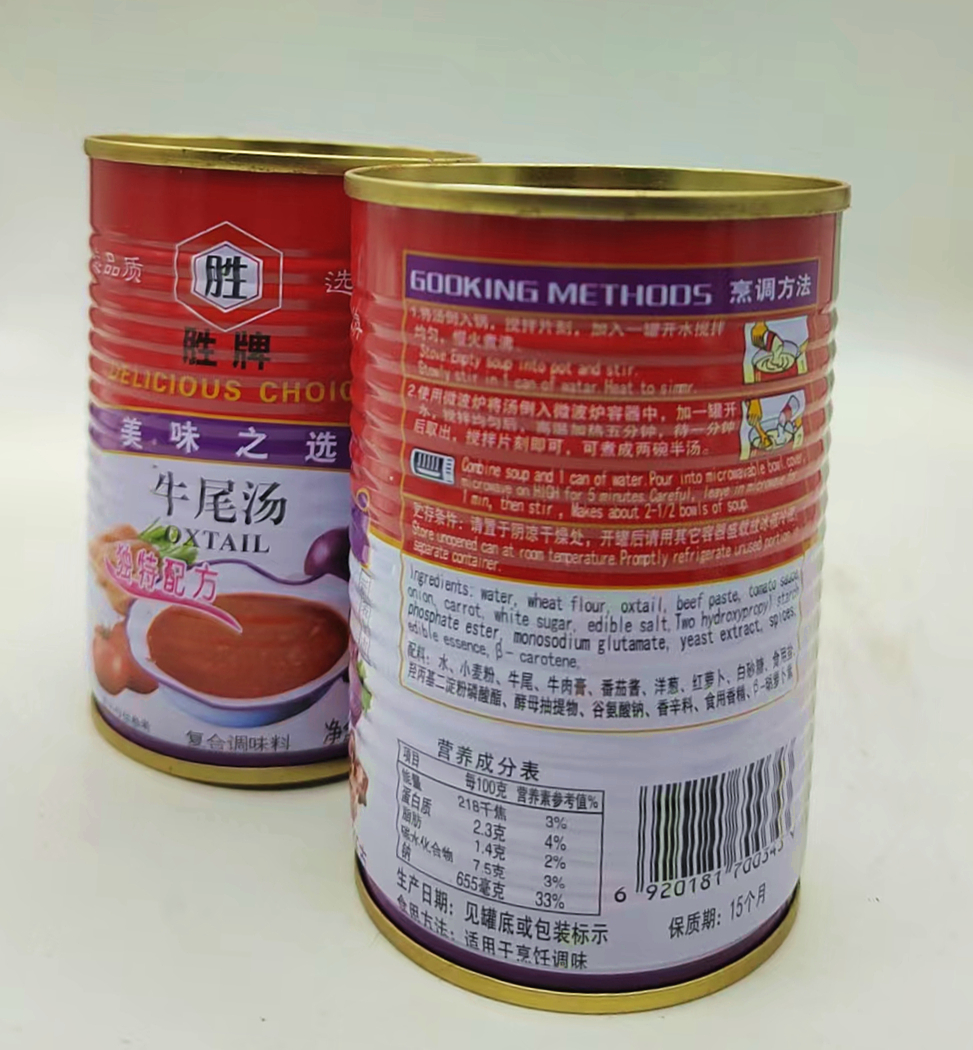 品质
胜
选
胜牌
DELICIOUS CHOIC
美味之选
牛尾汤
OXTAIL
独特配方
复合调味料
净
COOKING METHODS 烹调方法
1.将汤倒入锅，搅拌片刻，加入一罐开水搅拌
均匀，慢火煮沸。
Stove Empty soup into pot and stir.
Slowly stir in 1 can of water. Heat to simmr.
2.使用微波炉将汤倒入微波炉容器中，加一罐开
水，搅拌均匀后，高温加热五分钟，待一分钟
后取出，搅拌片刻即可，可煮成两碗半汤。
Combine soup and 1 can of water. Pour into microwavable bowl, cover,
microwave on HIGH for 5 minutes. Careful, leave in microwave for
1 min, then stir, Makes about 2-1/2 bowls of soup.
贮存条件：请置于阴凉干燥处，开罐后请用其它容器盛载放冰箱
Store unopened can at room temperature. Promptly refrigerate unused portion in
separate container.
Ingredients: water, wheat flour, oxtail, beef paste, tomato sauce,
onion, carrot, white sugar, edible salt, Two hydroxypropyl starch
phosphate ester, monosodium glutamate, yeast extract, spices,
edible essence, β- carotene,
配料：水、小麦粉、牛尾、牛肉膏、番茄酱、洋葱、红萝卜、白砂糖、食用盐、
羟丙基二淀粉磷酸酯、酵母抽提物、谷氨酸钠、香辛料、食用香精、β-胡萝卜素
营养成分表
项目 每100克 营养素参考值%
能量 218千焦 3%
蛋白质 2.3克 4%
脂肪 1.4克 2%
碳水化合物 7.5克 3%
钠 655毫克 33%
6 920181 700343
生产日期：见罐底或包装标示
保质期：15个月
食用方法：适用于烹饪调味